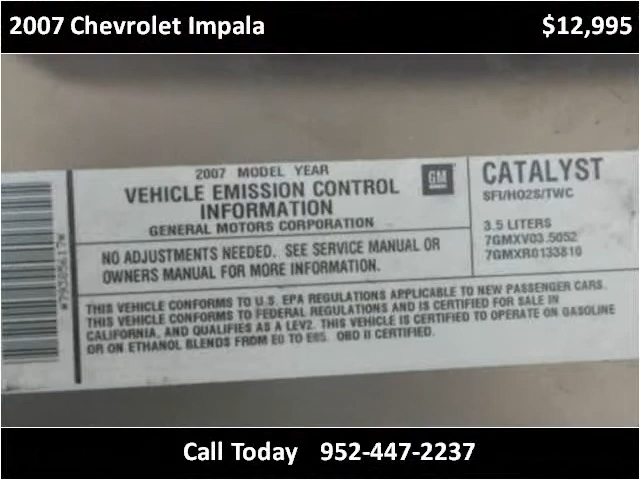 2007 Chevrolet Impala
$12,995
2007 MODEL YEAR
VEHICLE EMISSION CONTROL
INFORMATION
GENERAL MOTORS CORPORATION
GM
CATALYST
SFI/HO2S/TWC
3.5 LITERS
7GMXV03.5052
7GMXR0133810
NO ADJUSTMENTS NEEDED. SEE SERVICE MANUAL OR
OWNERS MANUAL FOR MORE INFORMATION.
THIS VEHICLE CONFORMS TO U.S. EPA REGULATIONS APPLICABLE TO NEW PASSENGER CARS.
THIS VEHICLE CONFORMS TO FEDERAL REGULATIONS AND IS CERTIFIED FOR SALE IN
CALIFORNIA, AND QUALIFIES AS A LEV2. THIS VEHICLE IS CERTIFIED TO OPERATE ON GASOLINE
OR ON ETHANOL BLENDS FROM E0 TO E85. OBD II CERTIFIED.
Call Today 952-447-2237